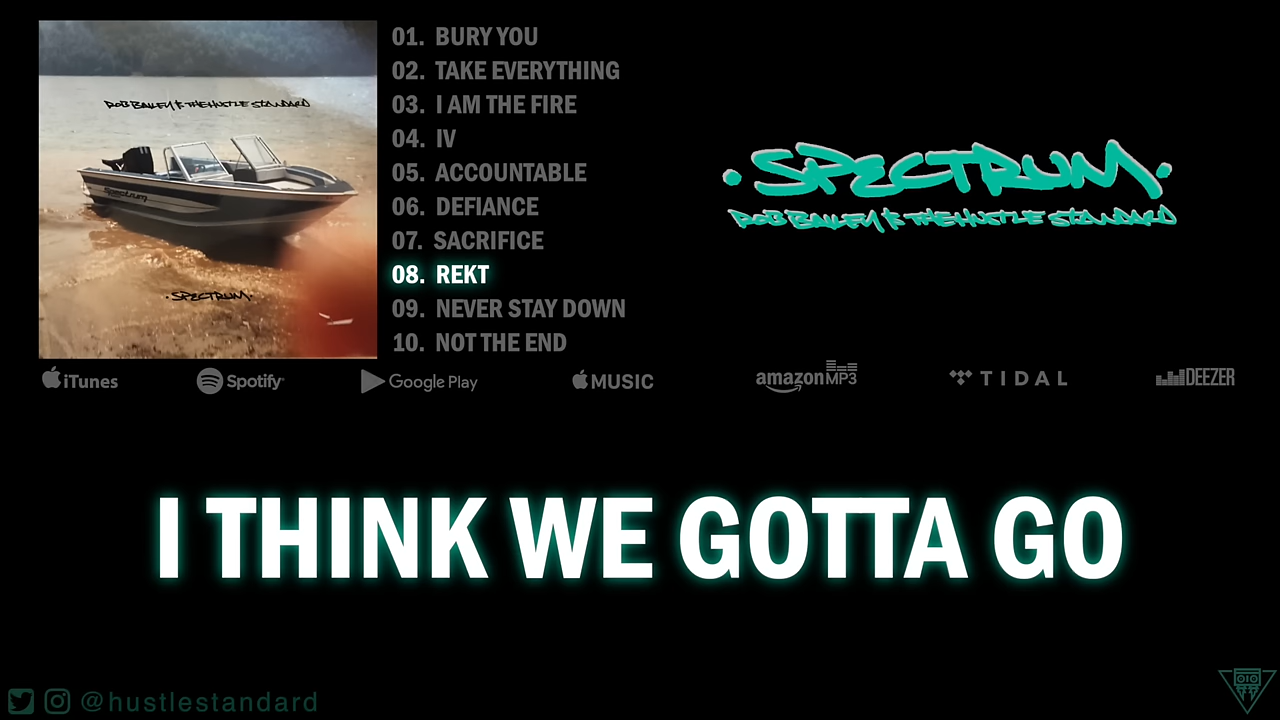 ROB BAILEY & THE HUSTLE STANDARD
Spectrum
·SPECTRUM·
01. BURY YOU
02. TAKE EVERYTHING
03. I AM THE FIRE
04. IV
05. ACCOUNTABLE
06. DEFIANCE
07. SACRIFICE
08. REKT
09. NEVER STAY DOWN
10. NOT THE END
·SPECTRUM·
ROB BAILEY & THE HUSTLE STANDARD
iTunes
Spotify
Google Play
MUSIC
amazonMP3
TIDAL
DEEZER
I THINK WE GOTTA GO
@hustlestandard